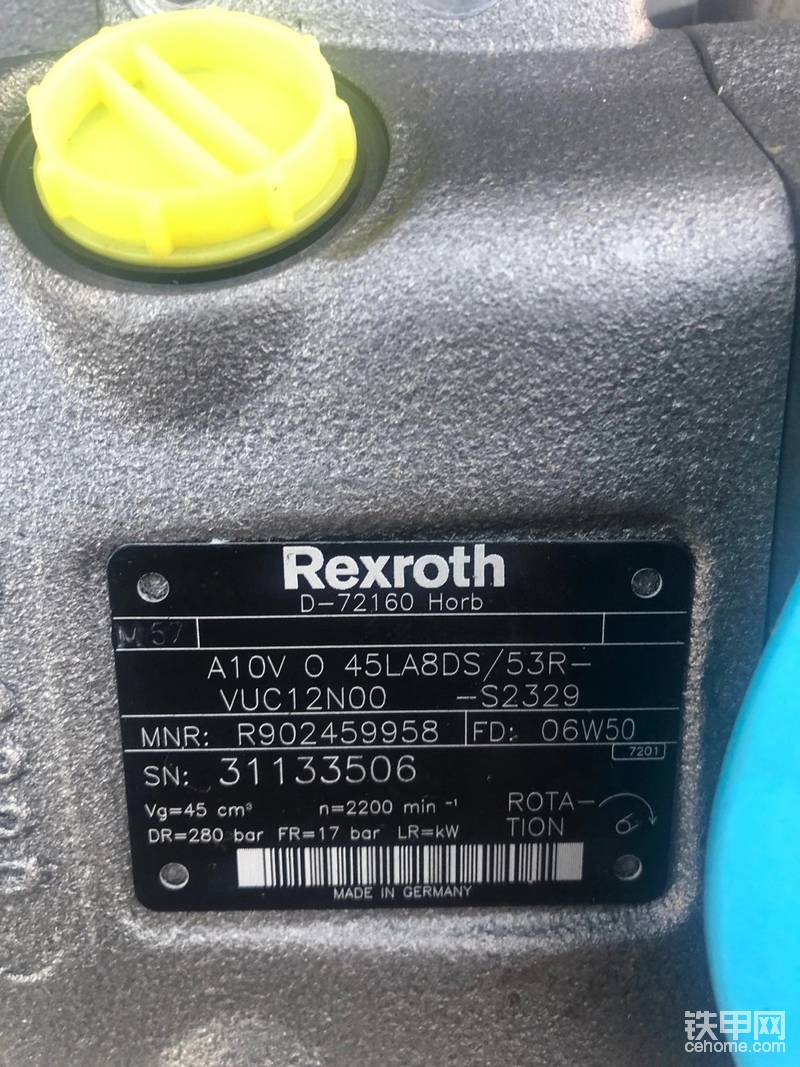 Rexroth
D-72160 Horb
M 57
A10V O 45LA8DS/53R-
VUC12N00 -S2329
MNR: R902459958 FD: 06W50
7201
SN: 31133506
Vg=45 cm³ n=2200 min ⁻¹
DR=280 bar FR=17 bar LR=kW
ROTA-
TION
MADE IN GERMANY
铁甲网
cehome.com